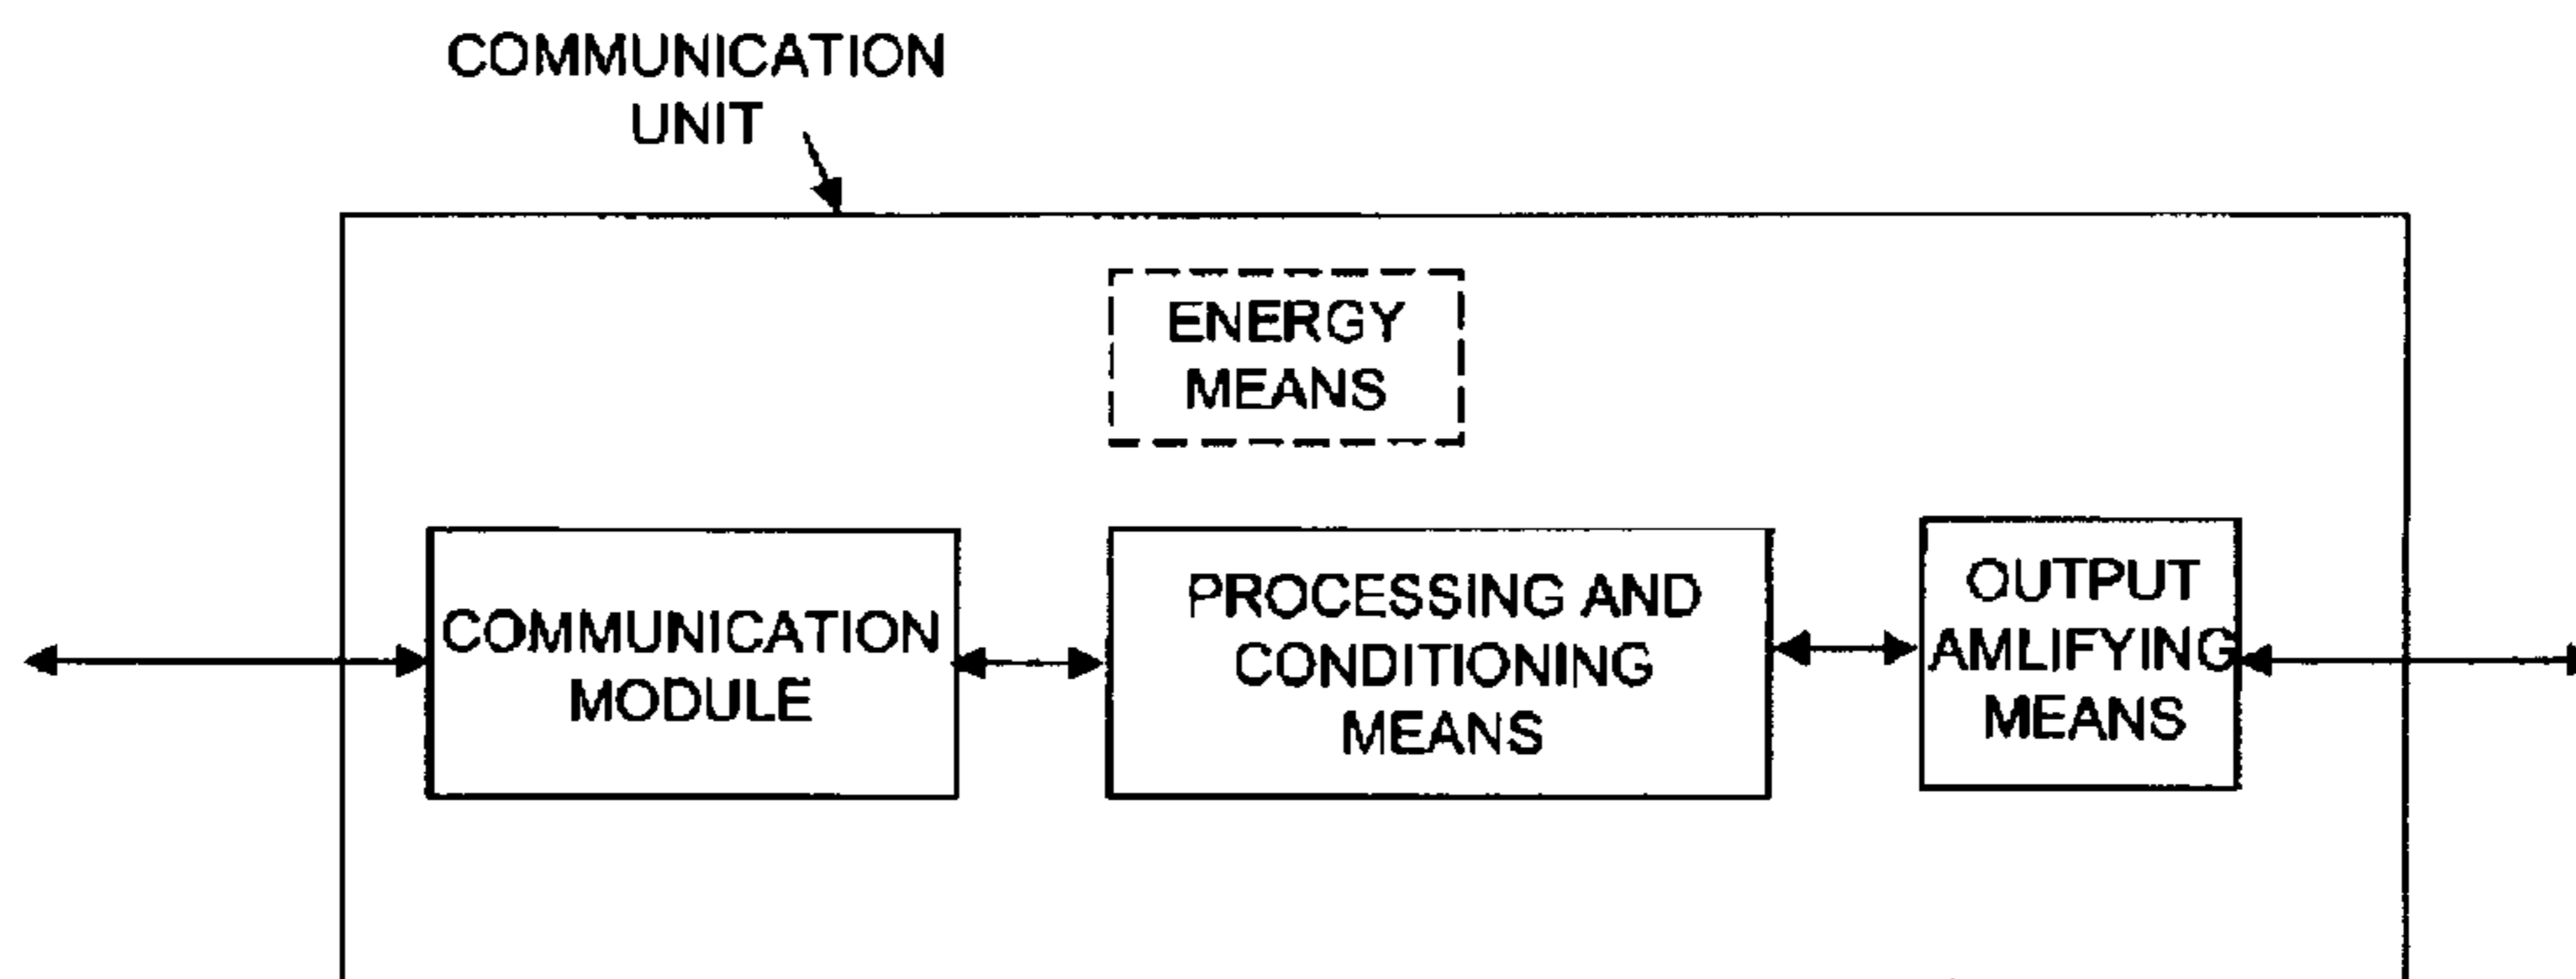 COMMUNICATION
UNIT
ENERGY
MEANS
COMMUNICATION
MODULE
PROCESSING AND
CONDITIONING
MEANS
OUTPUT
AMLIFYING
MEANS